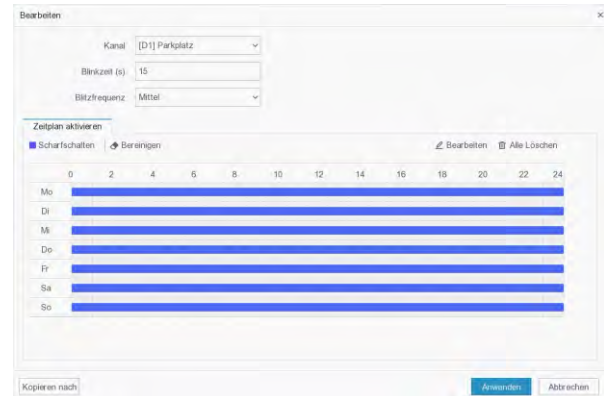 Bearbeiten ×
Kanal [D1] Parkplatz
Blinkzeit (s) 15
Blitzfrequenz Mittel
Zeitplan aktivieren
Scharfschalten Bereinigen Bearbeiten Alle Löschen
0 2 4 6 8 10 12 14 16 18 20 22 24
Mo
Di
Mi
Do
Fr
Sa
So
Kopieren nach Anwenden Abbrechen